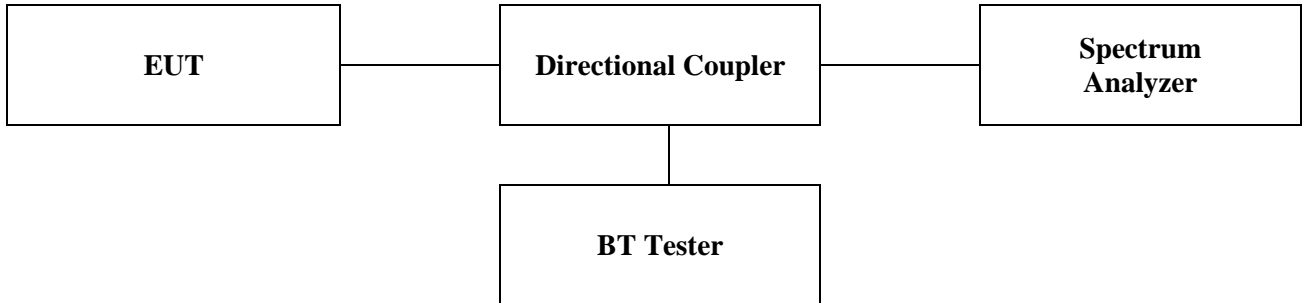 EUT
Directional Coupler
Spectrum
Analyzer
BT Tester